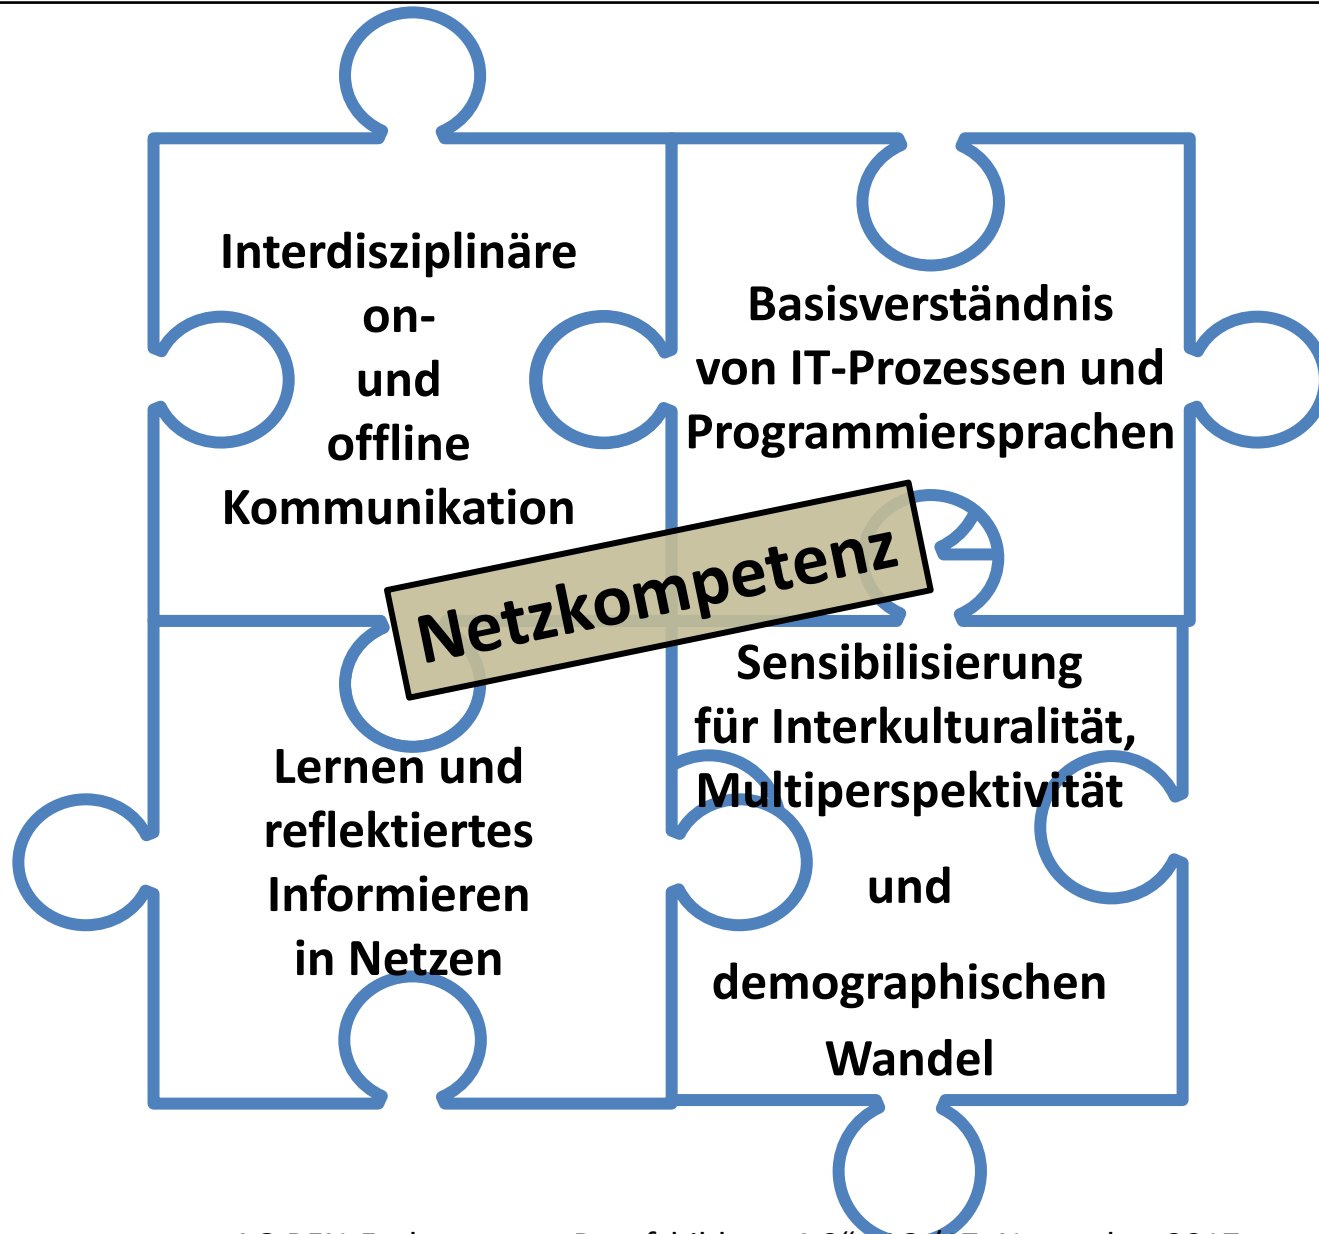 Interdisziplinäre
on-
und
offline
Kommunikation
Basisverständnis
von IT-Prozessen und
Programmiersprachen
Netzkompetenz
Lernen und
reflektiertes
Informieren
in Netzen
Sensibilisierung
für Interkulturalität,
Multiperspektivität
und
demographischen
Wandel